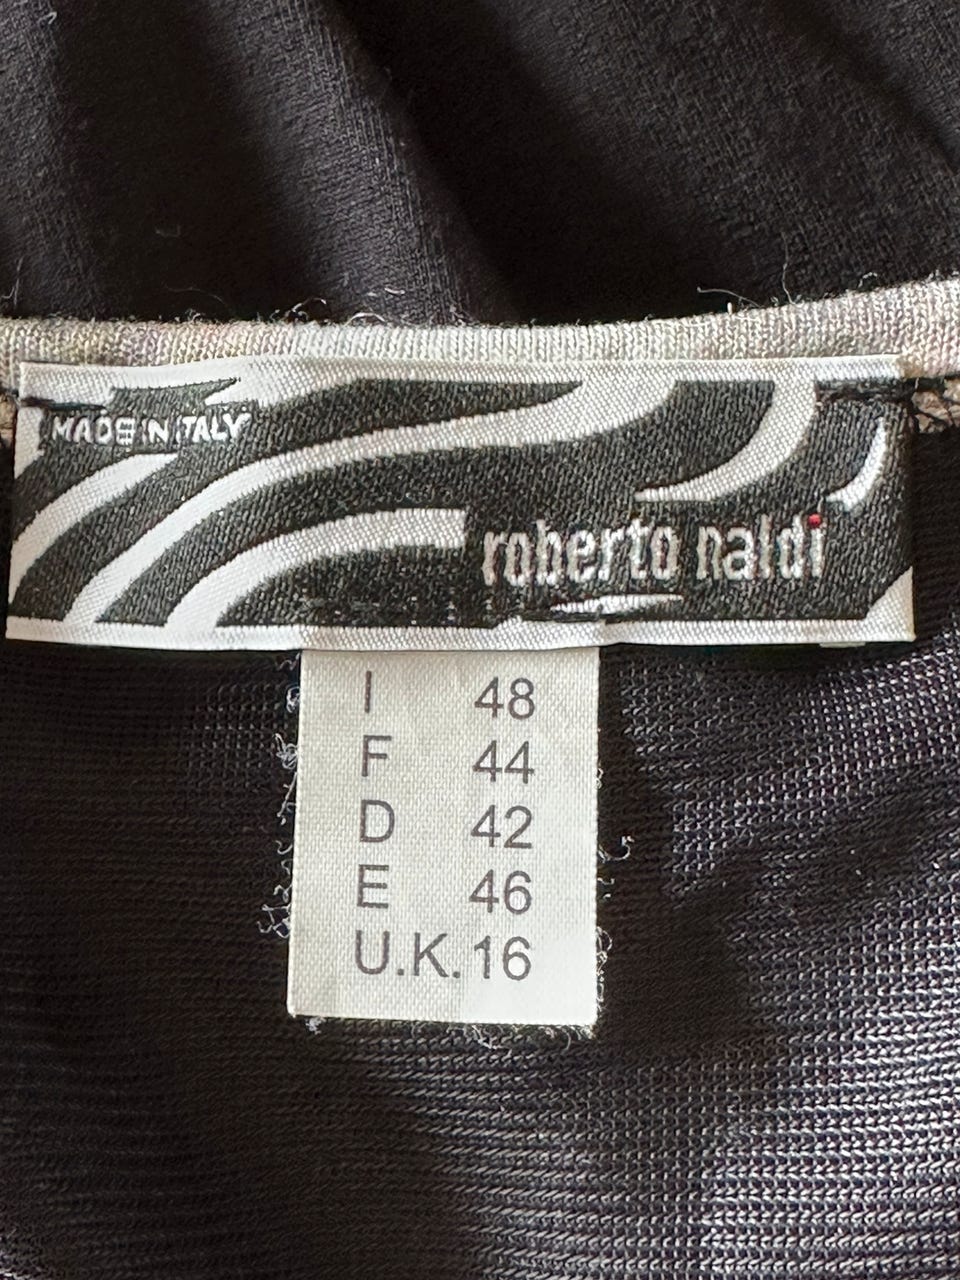 MADE IN ITALY
roberto naldi
I 48
F 44
D 42
E 46
U.K. 16